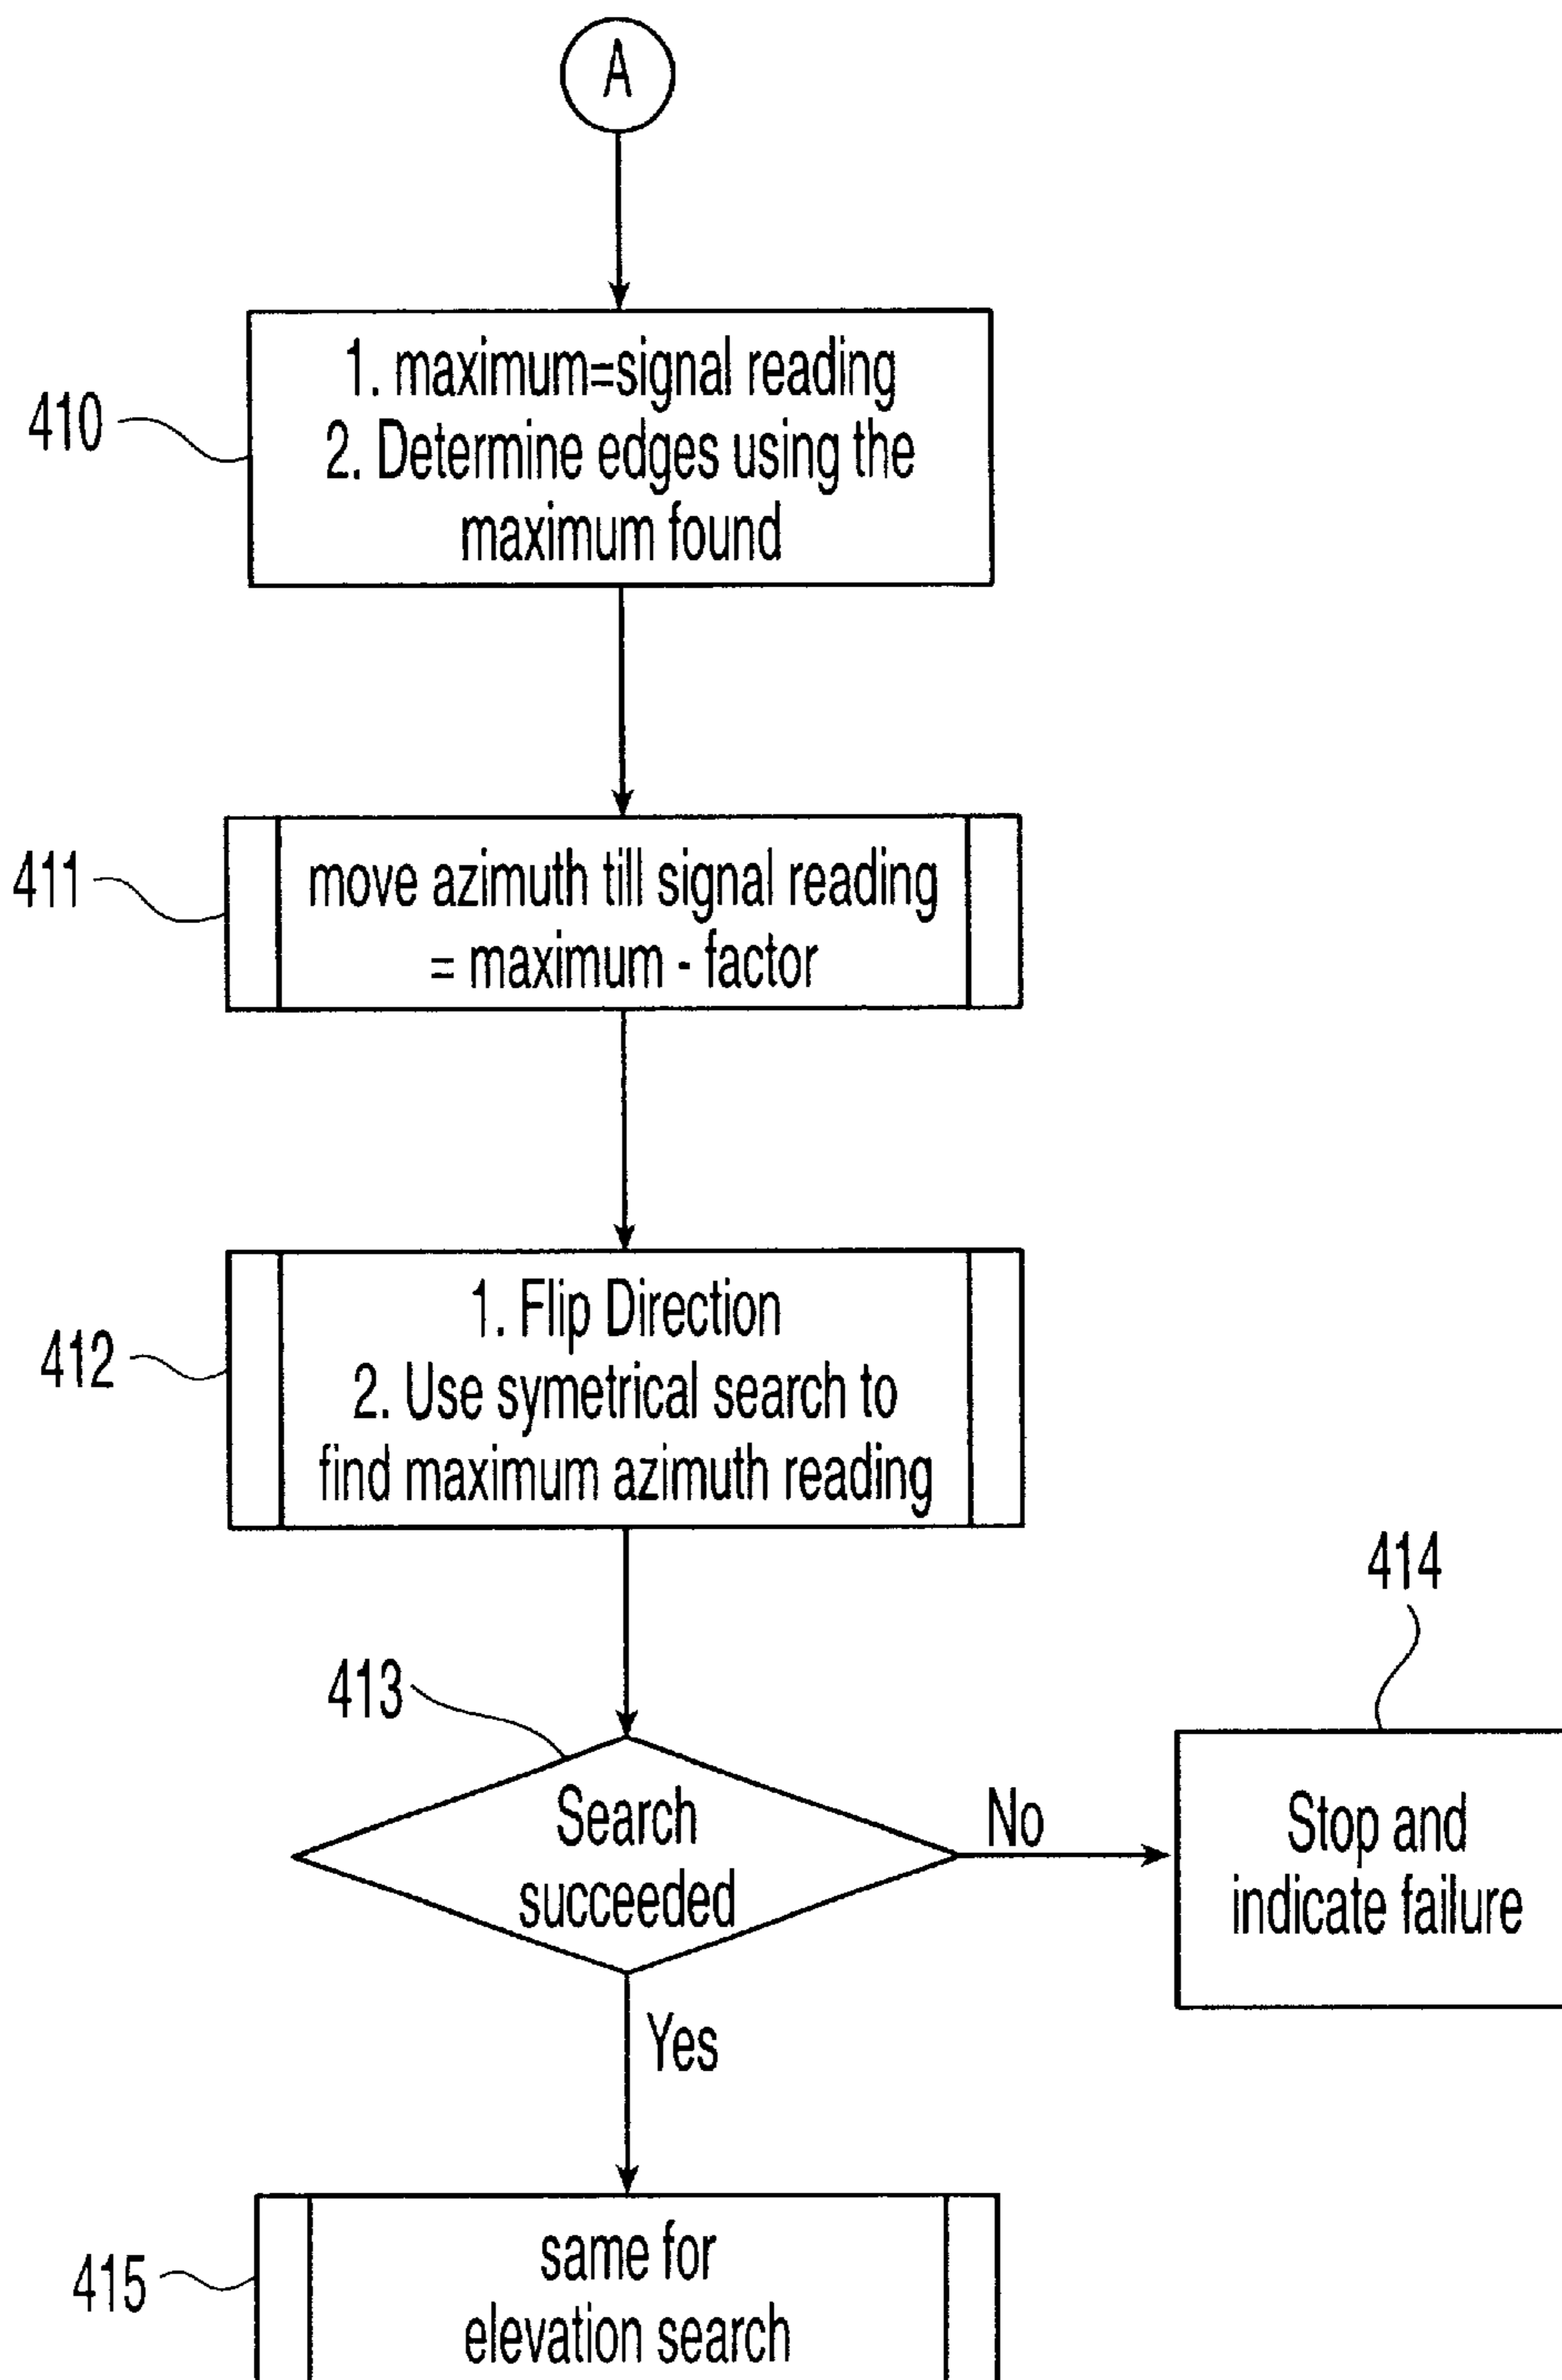 A
410
1. maximum=signal reading
2. Determine edges using the
maximum found
411
move azimuth till signal reading
= maximum - factor
412
1. Flip Direction
2. Use symetrical search to
find maximum azimuth reading
413
Search
succeeded
No
414
Stop and
indicate failure
Yes
415
same for
elevation search